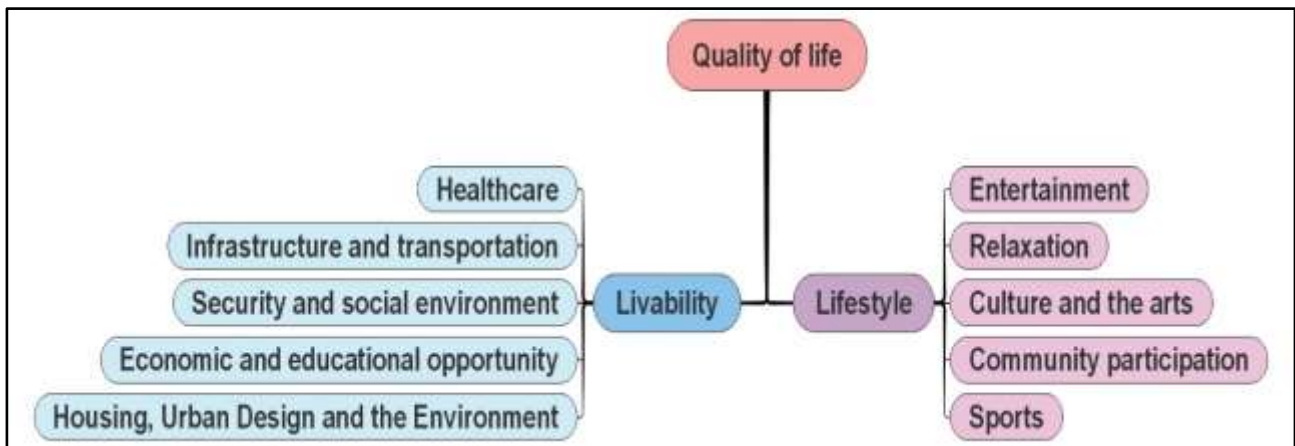 Quality of life
Healthcare
Infrastructure and transportation
Security and social environment
Economic and educational opportunity
Housing, Urban Design and the Environment
Livability
Lifestyle
Entertainment
Relaxation
Culture and the arts
Community participation
Sports